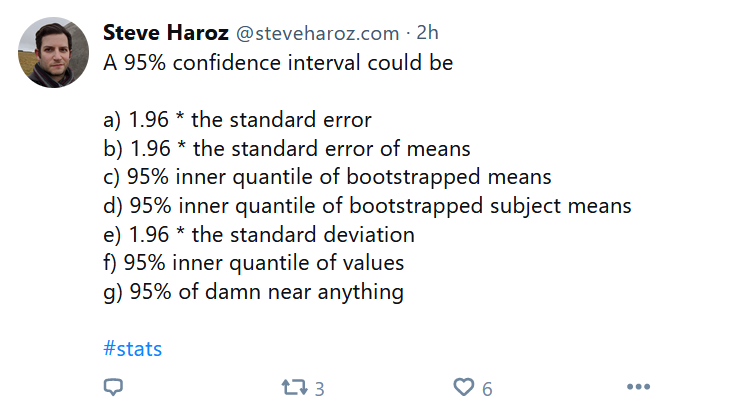 Steve Haroz @steveharoz.com · 2h
A 95% confidence interval could be
a) 1.96 * the standard error
b) 1.96 * the standard error of means
c) 95% inner quantile of bootstrapped means
d) 95% inner quantile of bootstrapped subject means
e) 1.96 * the standard deviation
f) 95% inner quantile of values
g) 95% of damn near anything
#stats
3 6